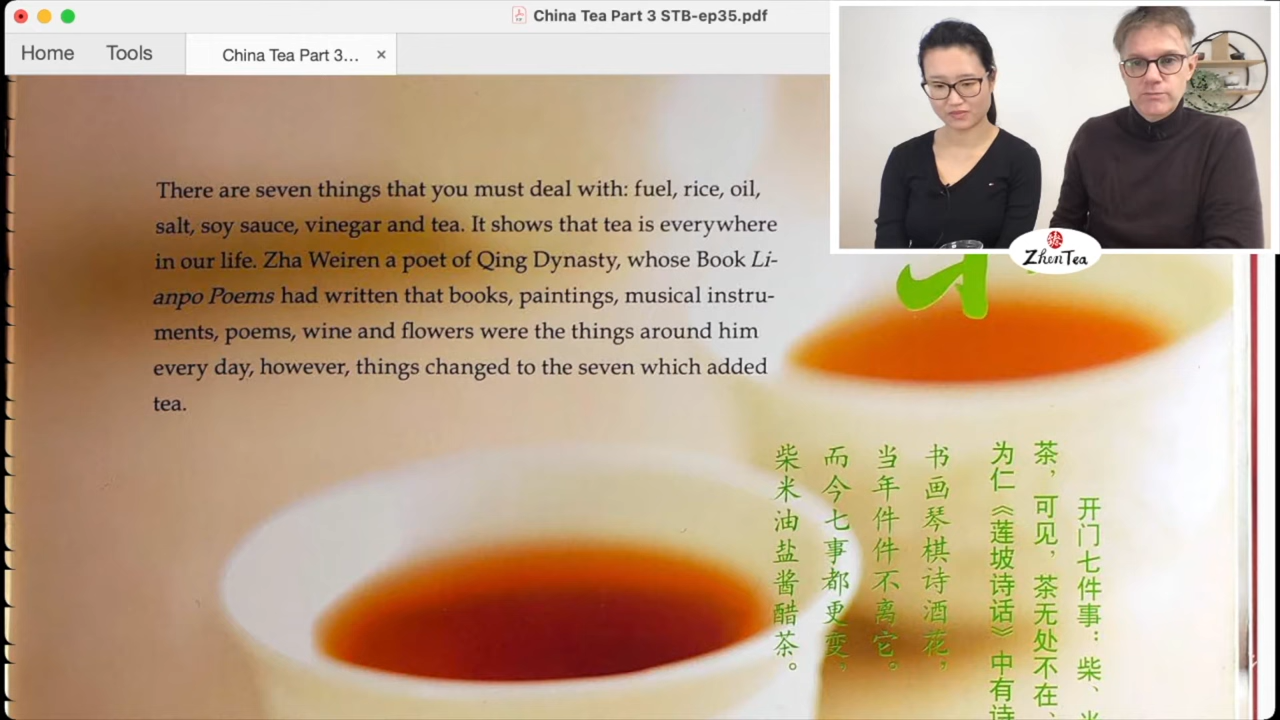 China Tea Part 3 STB-ep35.pdf
Home
Tools
China Tea Part 3...
There are seven things that you must deal with: fuel, rice, oil,
salt, soy sauce, vinegar and tea. It shows that tea is everywhere
in our life. Zha Weiren a poet of Qing Dynasty, whose Book Li-
anpo Poems had written that books, paintings, musical instru-
ments, poems, wine and flowers were the things around him
every day, however, things changed to the seven which added
tea.
ZhenTea
开门七件事：柴、
茶，可见，茶无处不在、
为仁《莲坡诗话》中有诗
书画琴棋诗酒花，
当年件件不离它。
而今七事都更变，
柴米油盐酱醋茶。